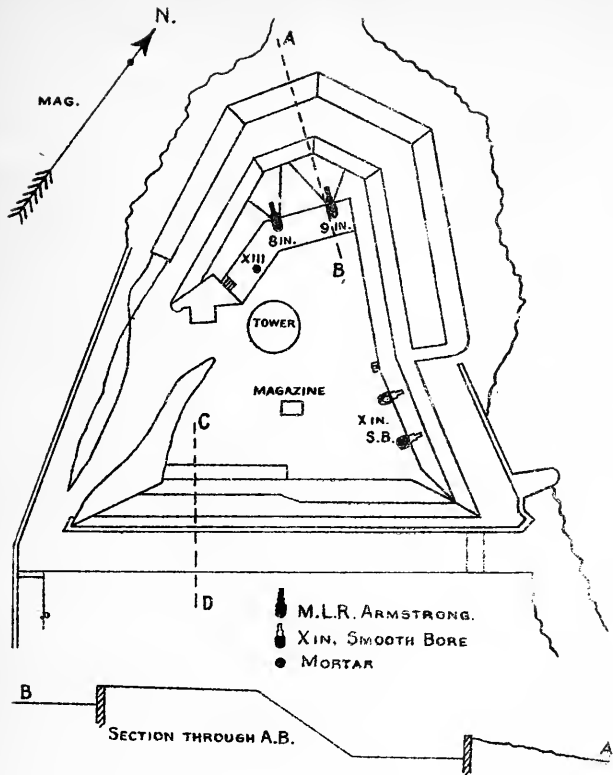 N.
A
MAG.
8 IN.
9 IN.
XIII
B
TOWER
MAGAZINE
X IN.
S.B.
C
D
M.L.R. ARMSTRONG.
X IN. SMOOTH BORE
MORTAR
B
SECTION THROUGH A.B.
A